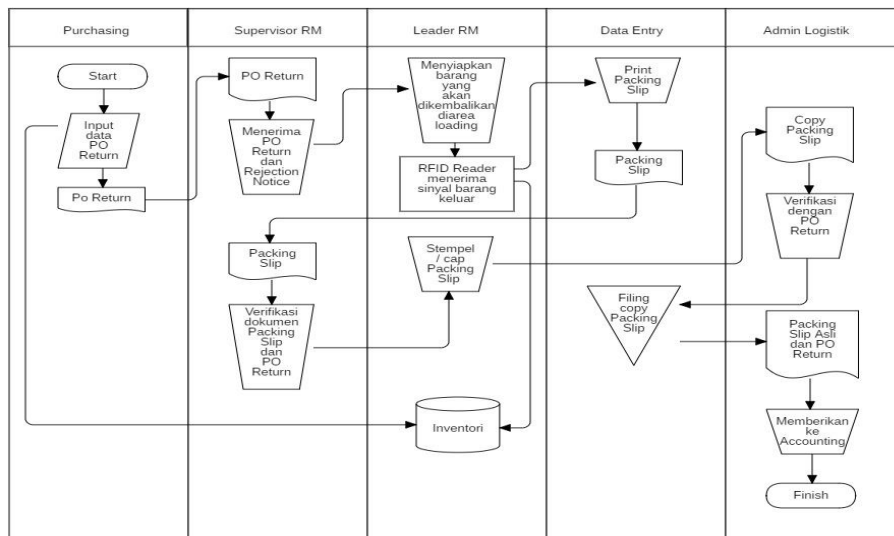 Purchasing
Supervisor RM
Leader RM
Data Entry
Admin Logistik
Start
Input
data
PO
Return
Po Return
PO Return
Menerima
PO
Return
dan
Rejection
Notice
Menyiapkan
barang
yang
akan
dikembalikan
diarea
loading
RFID Reader
menerima
sinyal barang
keluar
Print
Packing
Slip
Packing
Slip
Packing
Slip
Verifikasi
dokumen
Packing
Slip
dan
PO
Return
Stempel
/ cap
Packing
Slip
Copy
Packing
Slip
Verifikasi
dengan
PO
Return
Filing
copy
Packing
Slip
Packing
Slip Asli
dan PO
Return
Memberikan
ke
Accounting
Finish
Inventori